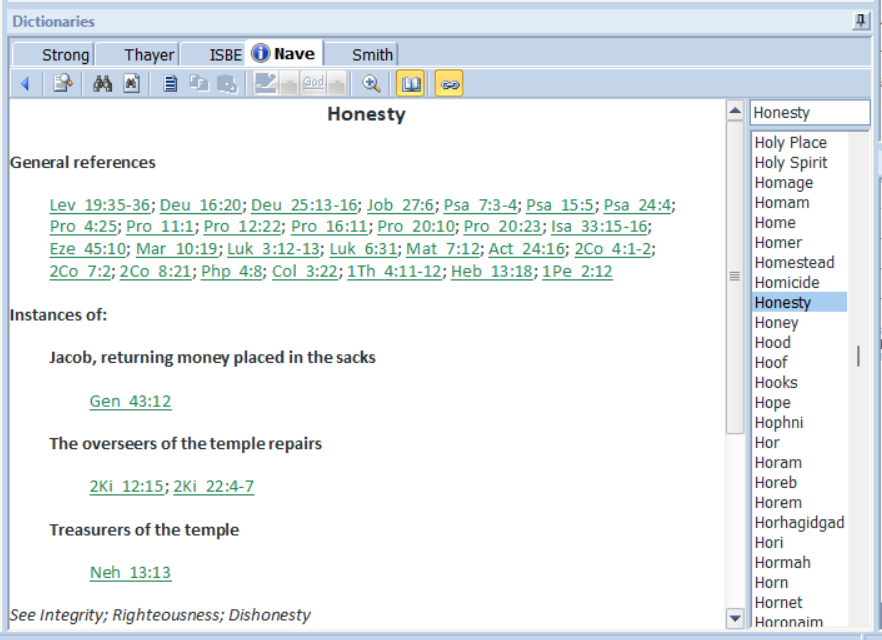 Dictionaries
Strong Thayer ISBE Nave Smith
God
Honesty
General references
Lev 19:35-36; Deu 16:20; Deu 25:13-16; Job 27:6; Psa 7:3-4; Psa 15:5; Psa 24:4;
Pro 4:25; Pro 11:1; Pro 12:22; Pro 16:11; Pro 20:10; Pro 20:23; Isa 33:15-16;
Eze 45:10; Mar 10:19; Luk 3:12-13; Luk 6:31; Mat 7:12; Act 24:16; 2Co 4:1-2;
2Co 7:2; 2Co 8:21; Php 4:8; Col 3:22; 1Th 4:11-12; Heb 13:18; 1Pe 2:12
Instances of:
Jacob, returning money placed in the sacks
Gen 43:12
The overseers of the temple repairs
2Ki 12:15; 2Ki 22:4-7
Treasurers of the temple
Neh 13:13
See Integrity; Righteousness; Dishonesty
Honesty
Holy Place
Holy Spirit
Homage
Homam
Home
Homer
Homestead
Homicide
Honesty
Honey
Hood
Hoof
Hooks
Hope
Hophni
Hor
Horam
Horeb
Horem
Horhagidgad
Hori
Hormah
Horn
Hornet
Horonaim